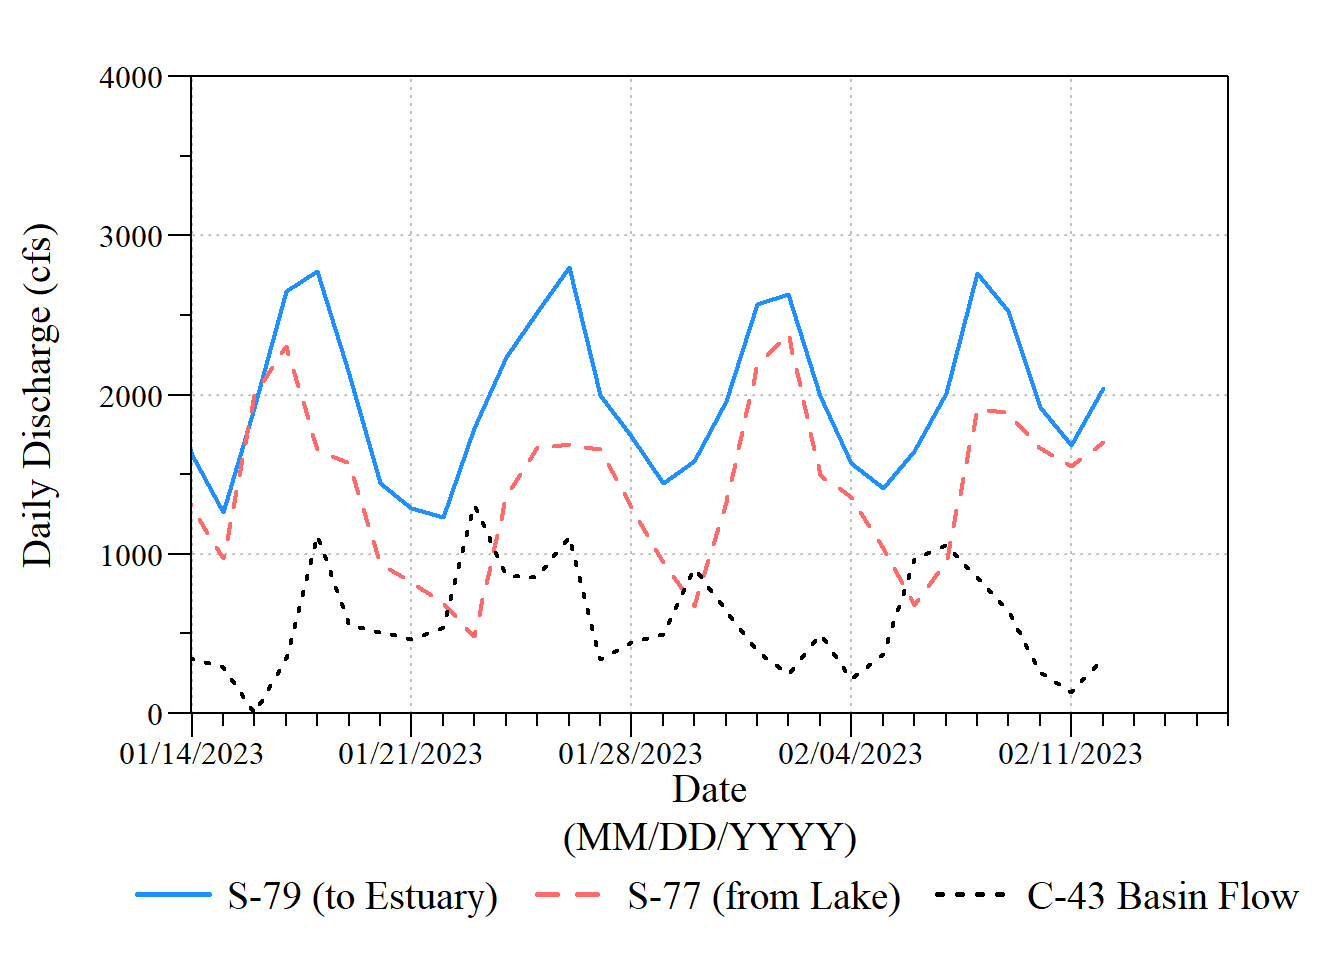 4000
3000
2000
1000
0
Daily Discharge (cfs)
01/14/2023 01/21/2023 01/28/2023 02/04/2023 02/11/2023
Date
(MM/DD/YYYY)
S-79 (to Estuary) S-77 (from Lake) C-43 Basin Flow